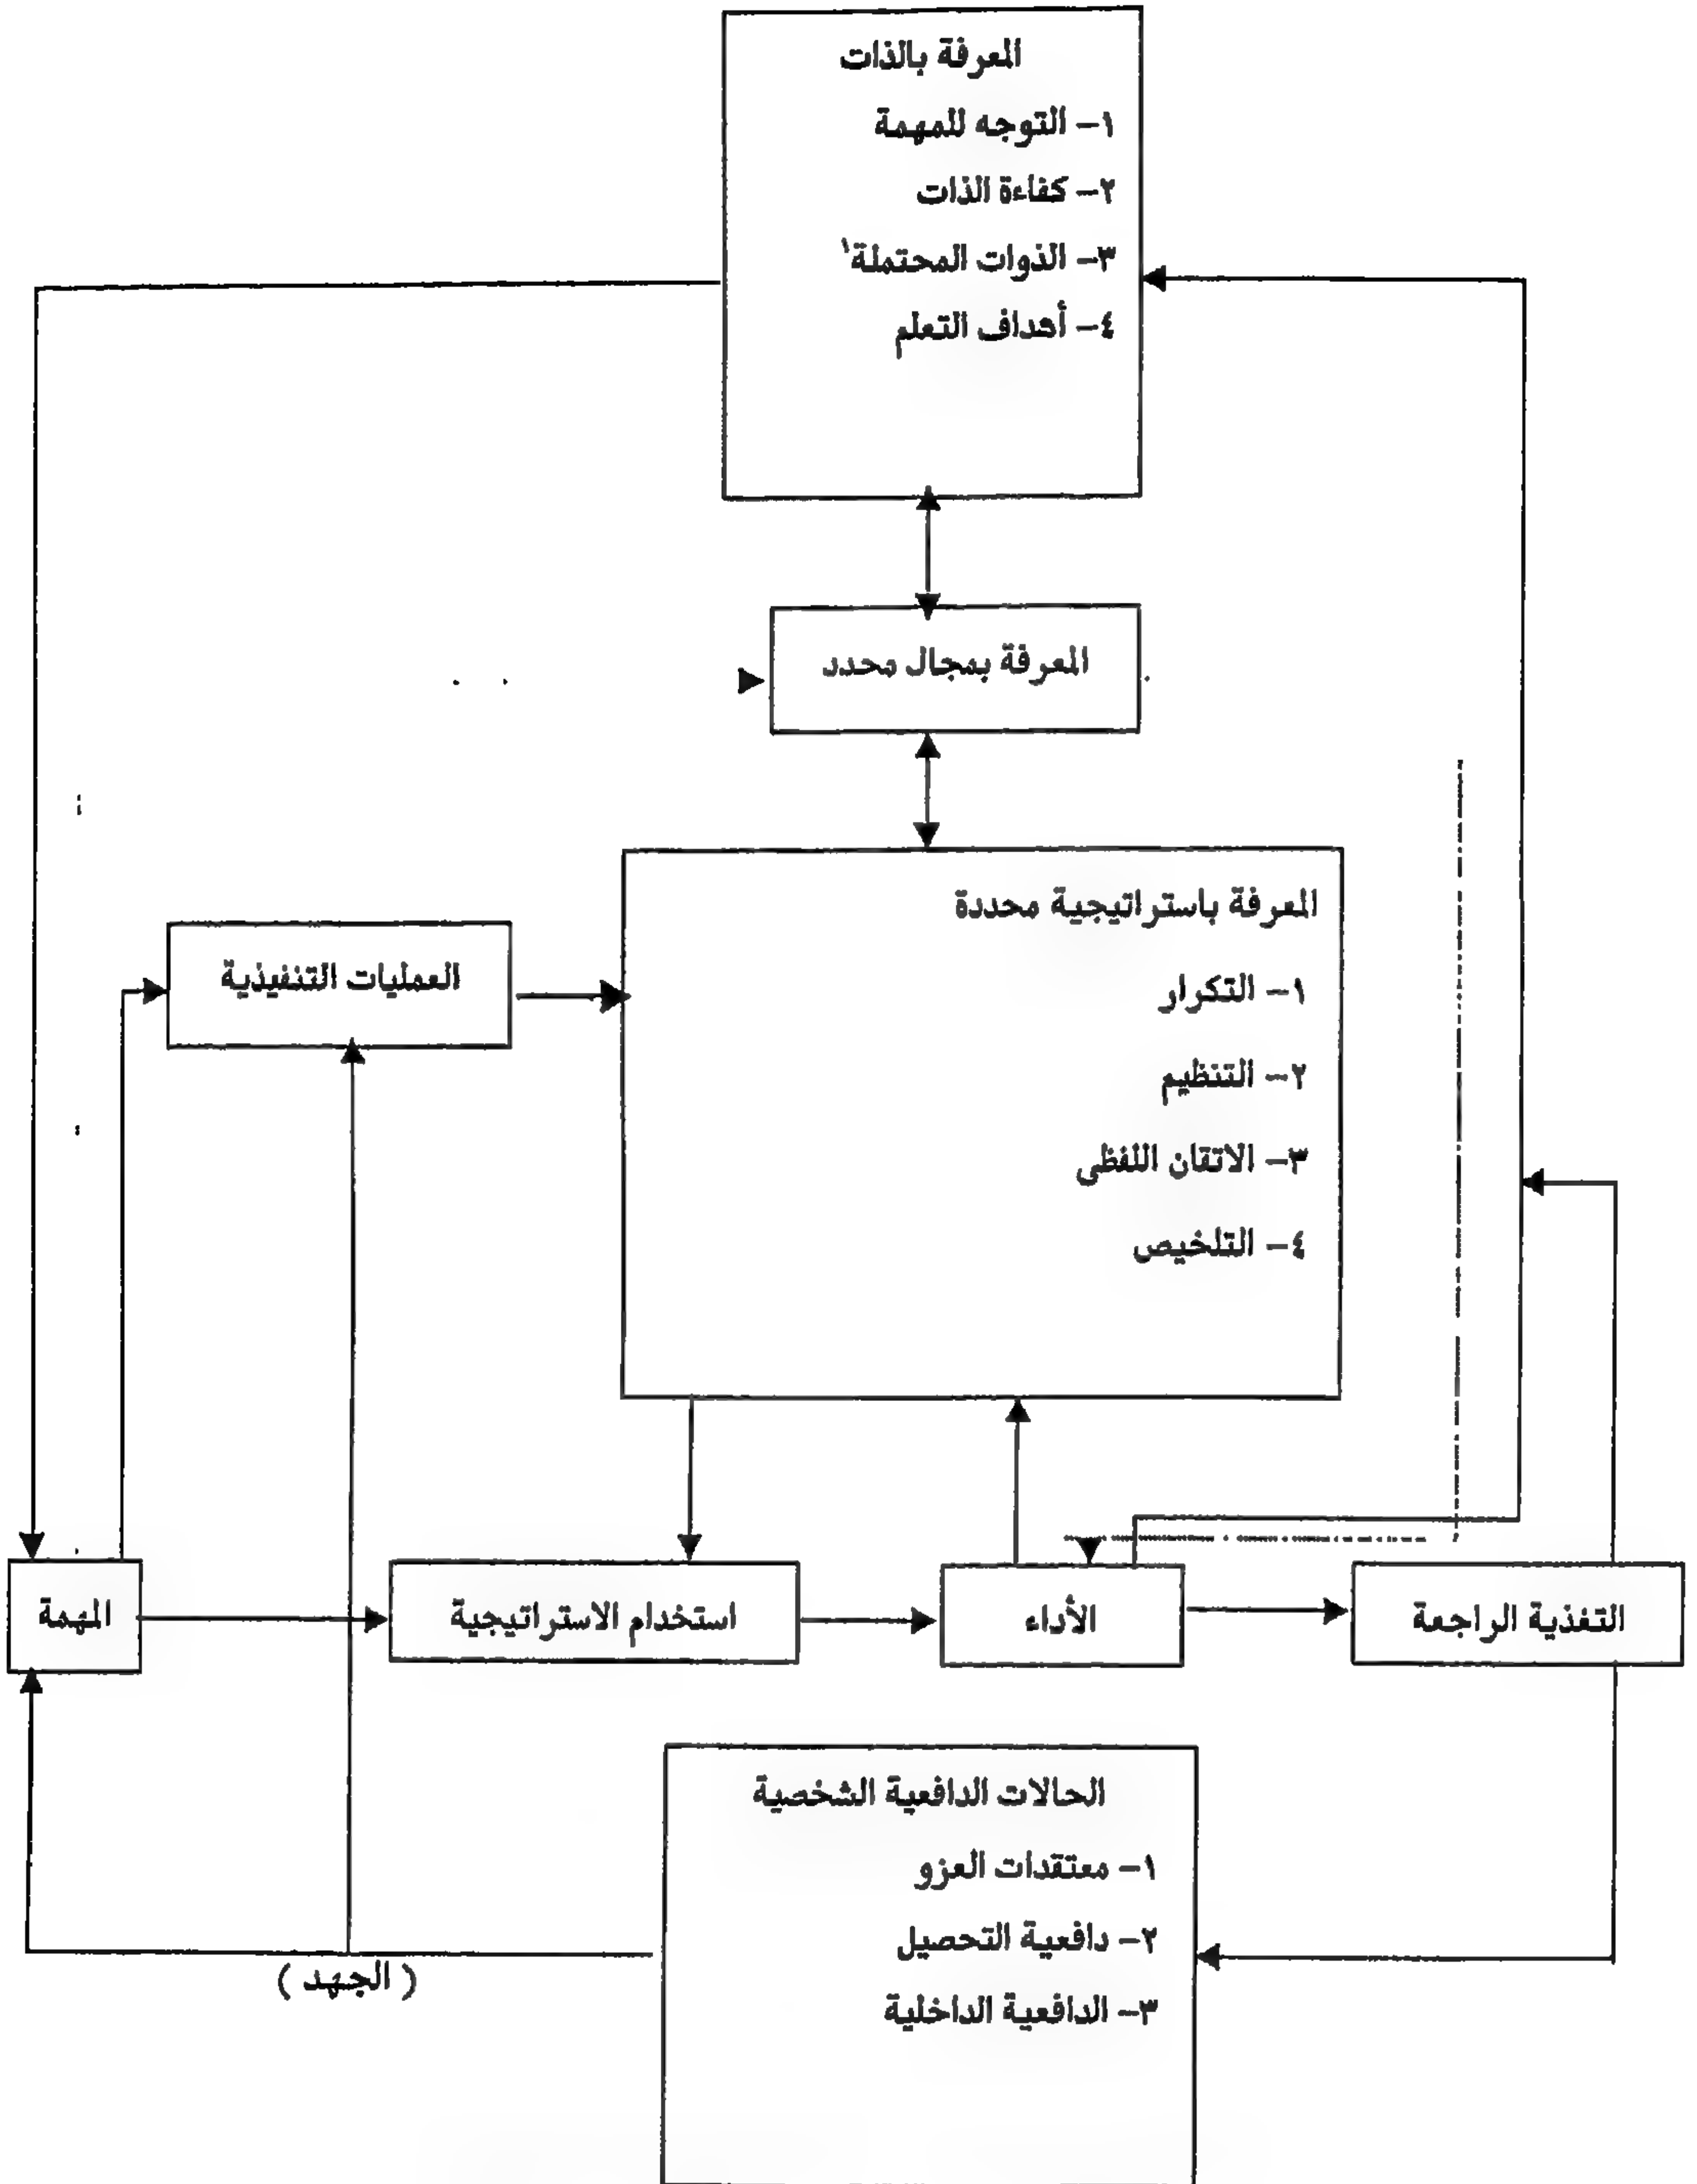 المعرفة بالذات
١- التوجه للمهمة
٢- كفاءة الذات
٣- الذوات المحتملة١
٤- أهداف التعلم
المعرفة بمجال محدد
المعرفة باستراتيجية محددة
١- التكرار
٢- التنظيم
٣- الاتقان اللفظى
٤- التلخيص
العمليات التنفيذية
المهمة
استخدام الاستراتيجية
الأداء
التغذية الراجعة
الحالات الدافعية الشخصية
١- معتقدات العزو
٢- دافعية التحصيل
٣- الدافعية الداخلية
( الجهد )